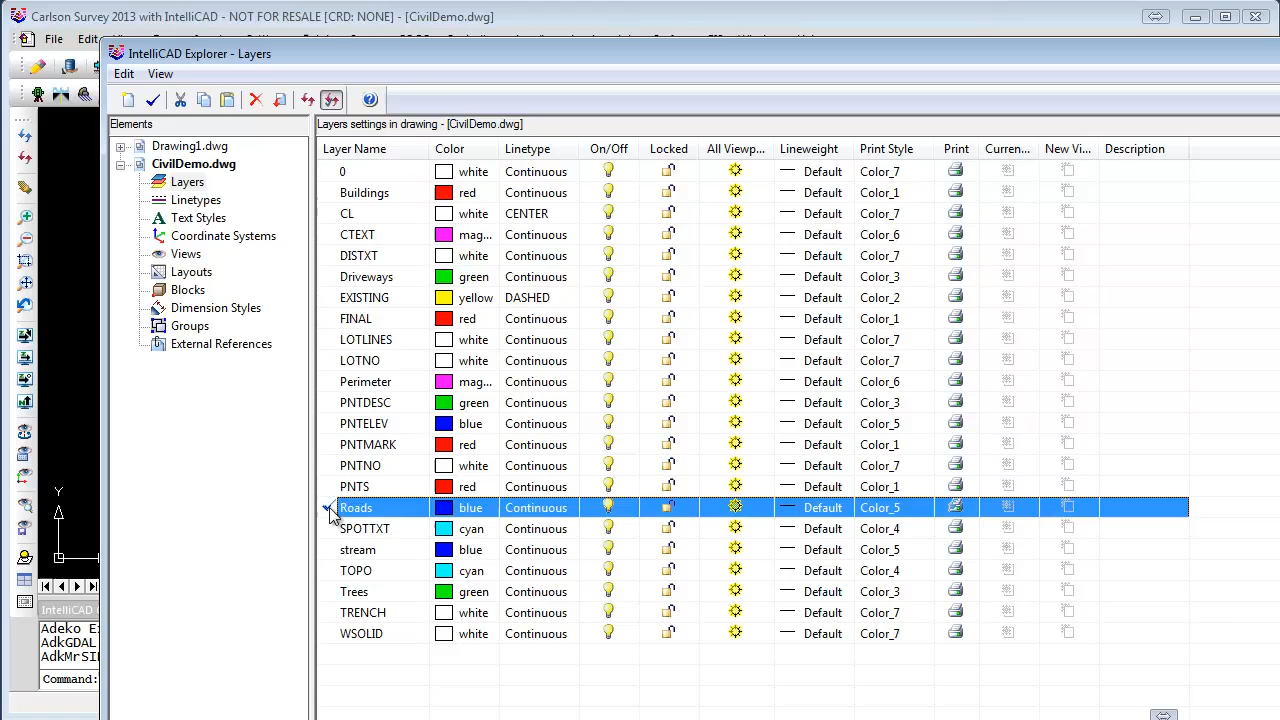 Carlson Survey 2013 with IntelliCAD - NOT FOR RESALE [CRD: NONE] - [CivilDemo.dwg]
File Edit
IntelliCAD Explorer - Layers
Edit View
Elements
Layers settings in drawing - [CivilDemo.dwg]
Drawing1.dwg
CivilDemo.dwg
Layers
Linetypes
Text Styles
Coordinate Systems
Views
Layouts
Blocks
Dimension Styles
Groups
External References
Layer Name Color Linetype On/Off Locked All Viewp... Lineweight Print Style Print Curren... New Vi... Description
0 white Continuous Default Color_7
Buildings red Continuous Default Color_1
CL white CENTER Default Color_7
CTEXT mag... Continuous Default Color_6
DISTXT white Continuous Default Color_7
Driveways green Continuous Default Color_3
EXISTING yellow DASHED Default Color_2
FINAL red Continuous Default Color_1
LOTLINES white Continuous Default Color_7
LOTNO white Continuous Default Color_7
Perimeter mag... Continuous Default Color_6
PNTDESC green Continuous Default Color_3
PNTELEV blue Continuous Default Color_5
PNTMARK red Continuous Default Color_1
PNTNO white Continuous Default Color_7
PNTS red Continuous Default Color_1
Roads blue Continuous Default Color_5
SPOTTXT cyan Continuous Default Color_4
stream blue Continuous Default Color_5
TOPO cyan Continuous Default Color_4
Trees green Continuous Default Color_3
TRENCH white Continuous Default Color_7
WSOLID white Continuous Default Color_7
Y
IntelliCAD
Adeko
AdkGDAL
Command: